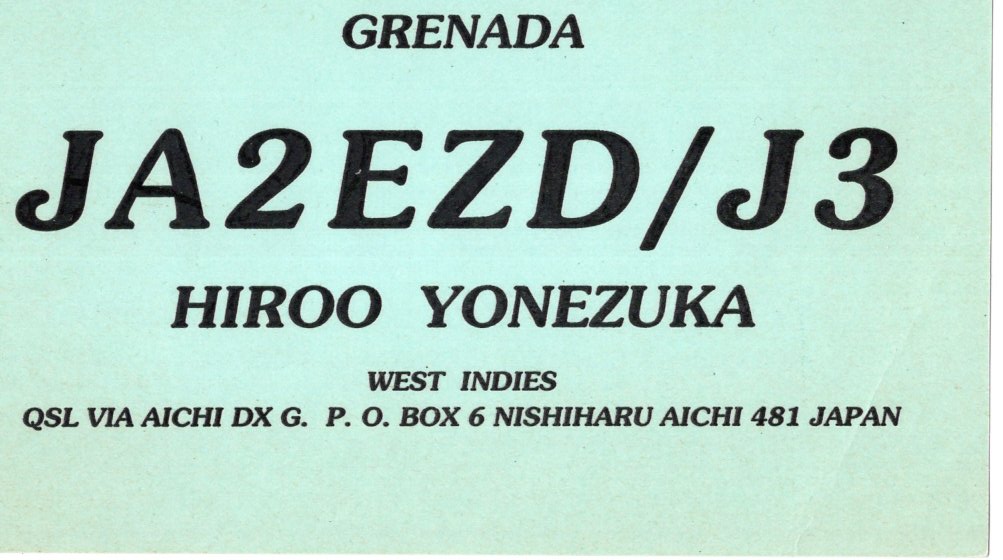 GRENADA
JA2EZD/J3
HIROO YONEZUKA
WEST INDIES
QSL VIA AICHI DX G. P. O. BOX 6 NISHIHARU AICHI 481 JAPAN